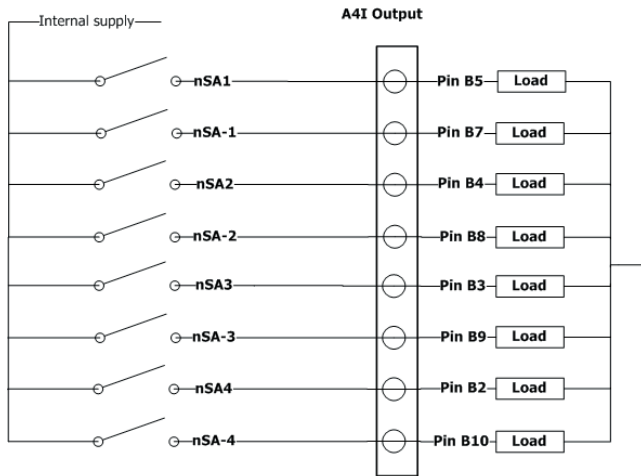 A4I Output
Internal supply
nSA1 Pin B5 Load
nSA-1 Pin B7 Load
nSA2 Pin B4 Load
nSA-2 Pin B8 Load
nSA3 Pin B3 Load
nSA-3 Pin B9 Load
nSA4 Pin B2 Load
nSA-4 Pin B10 Load